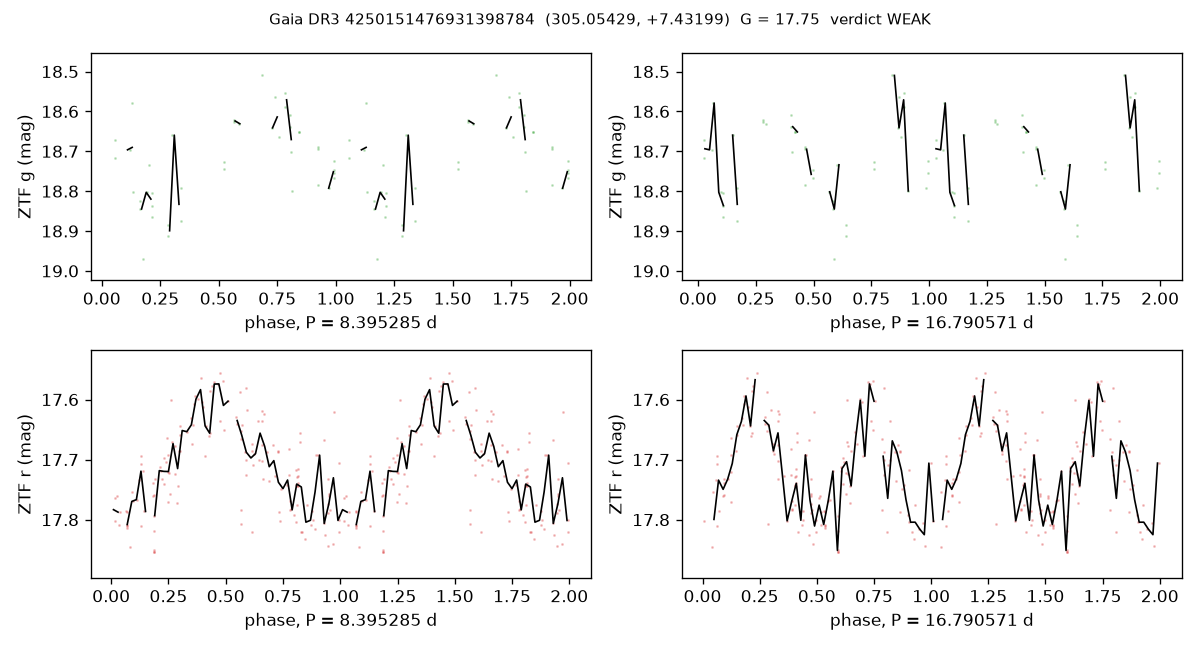 Gaia DR3 4250151476931398784 (305.05429, +7.43199) G = 17.75 verdict WEAK
ZTF g (mag)
18.5
18.6
18.7
18.8
18.9
19.0
0.00 0.25 0.50 0.75 1.00 1.25 1.50 1.75 2.00
phase, P = 8.395285 d
ZTF g (mag)
18.5
18.6
18.7
18.8
18.9
19.0
0.00 0.25 0.50 0.75 1.00 1.25 1.50 1.75 2.00
phase, P = 16.790571 d
ZTF r (mag)
17.6
17.7
17.8
0.00 0.25 0.50 0.75 1.00 1.25 1.50 1.75 2.00
phase, P = 8.395285 d
ZTF r (mag)
17.6
17.7
17.8
0.00 0.25 0.50 0.75 1.00 1.25 1.50 1.75 2.00
phase, P = 16.790571 d